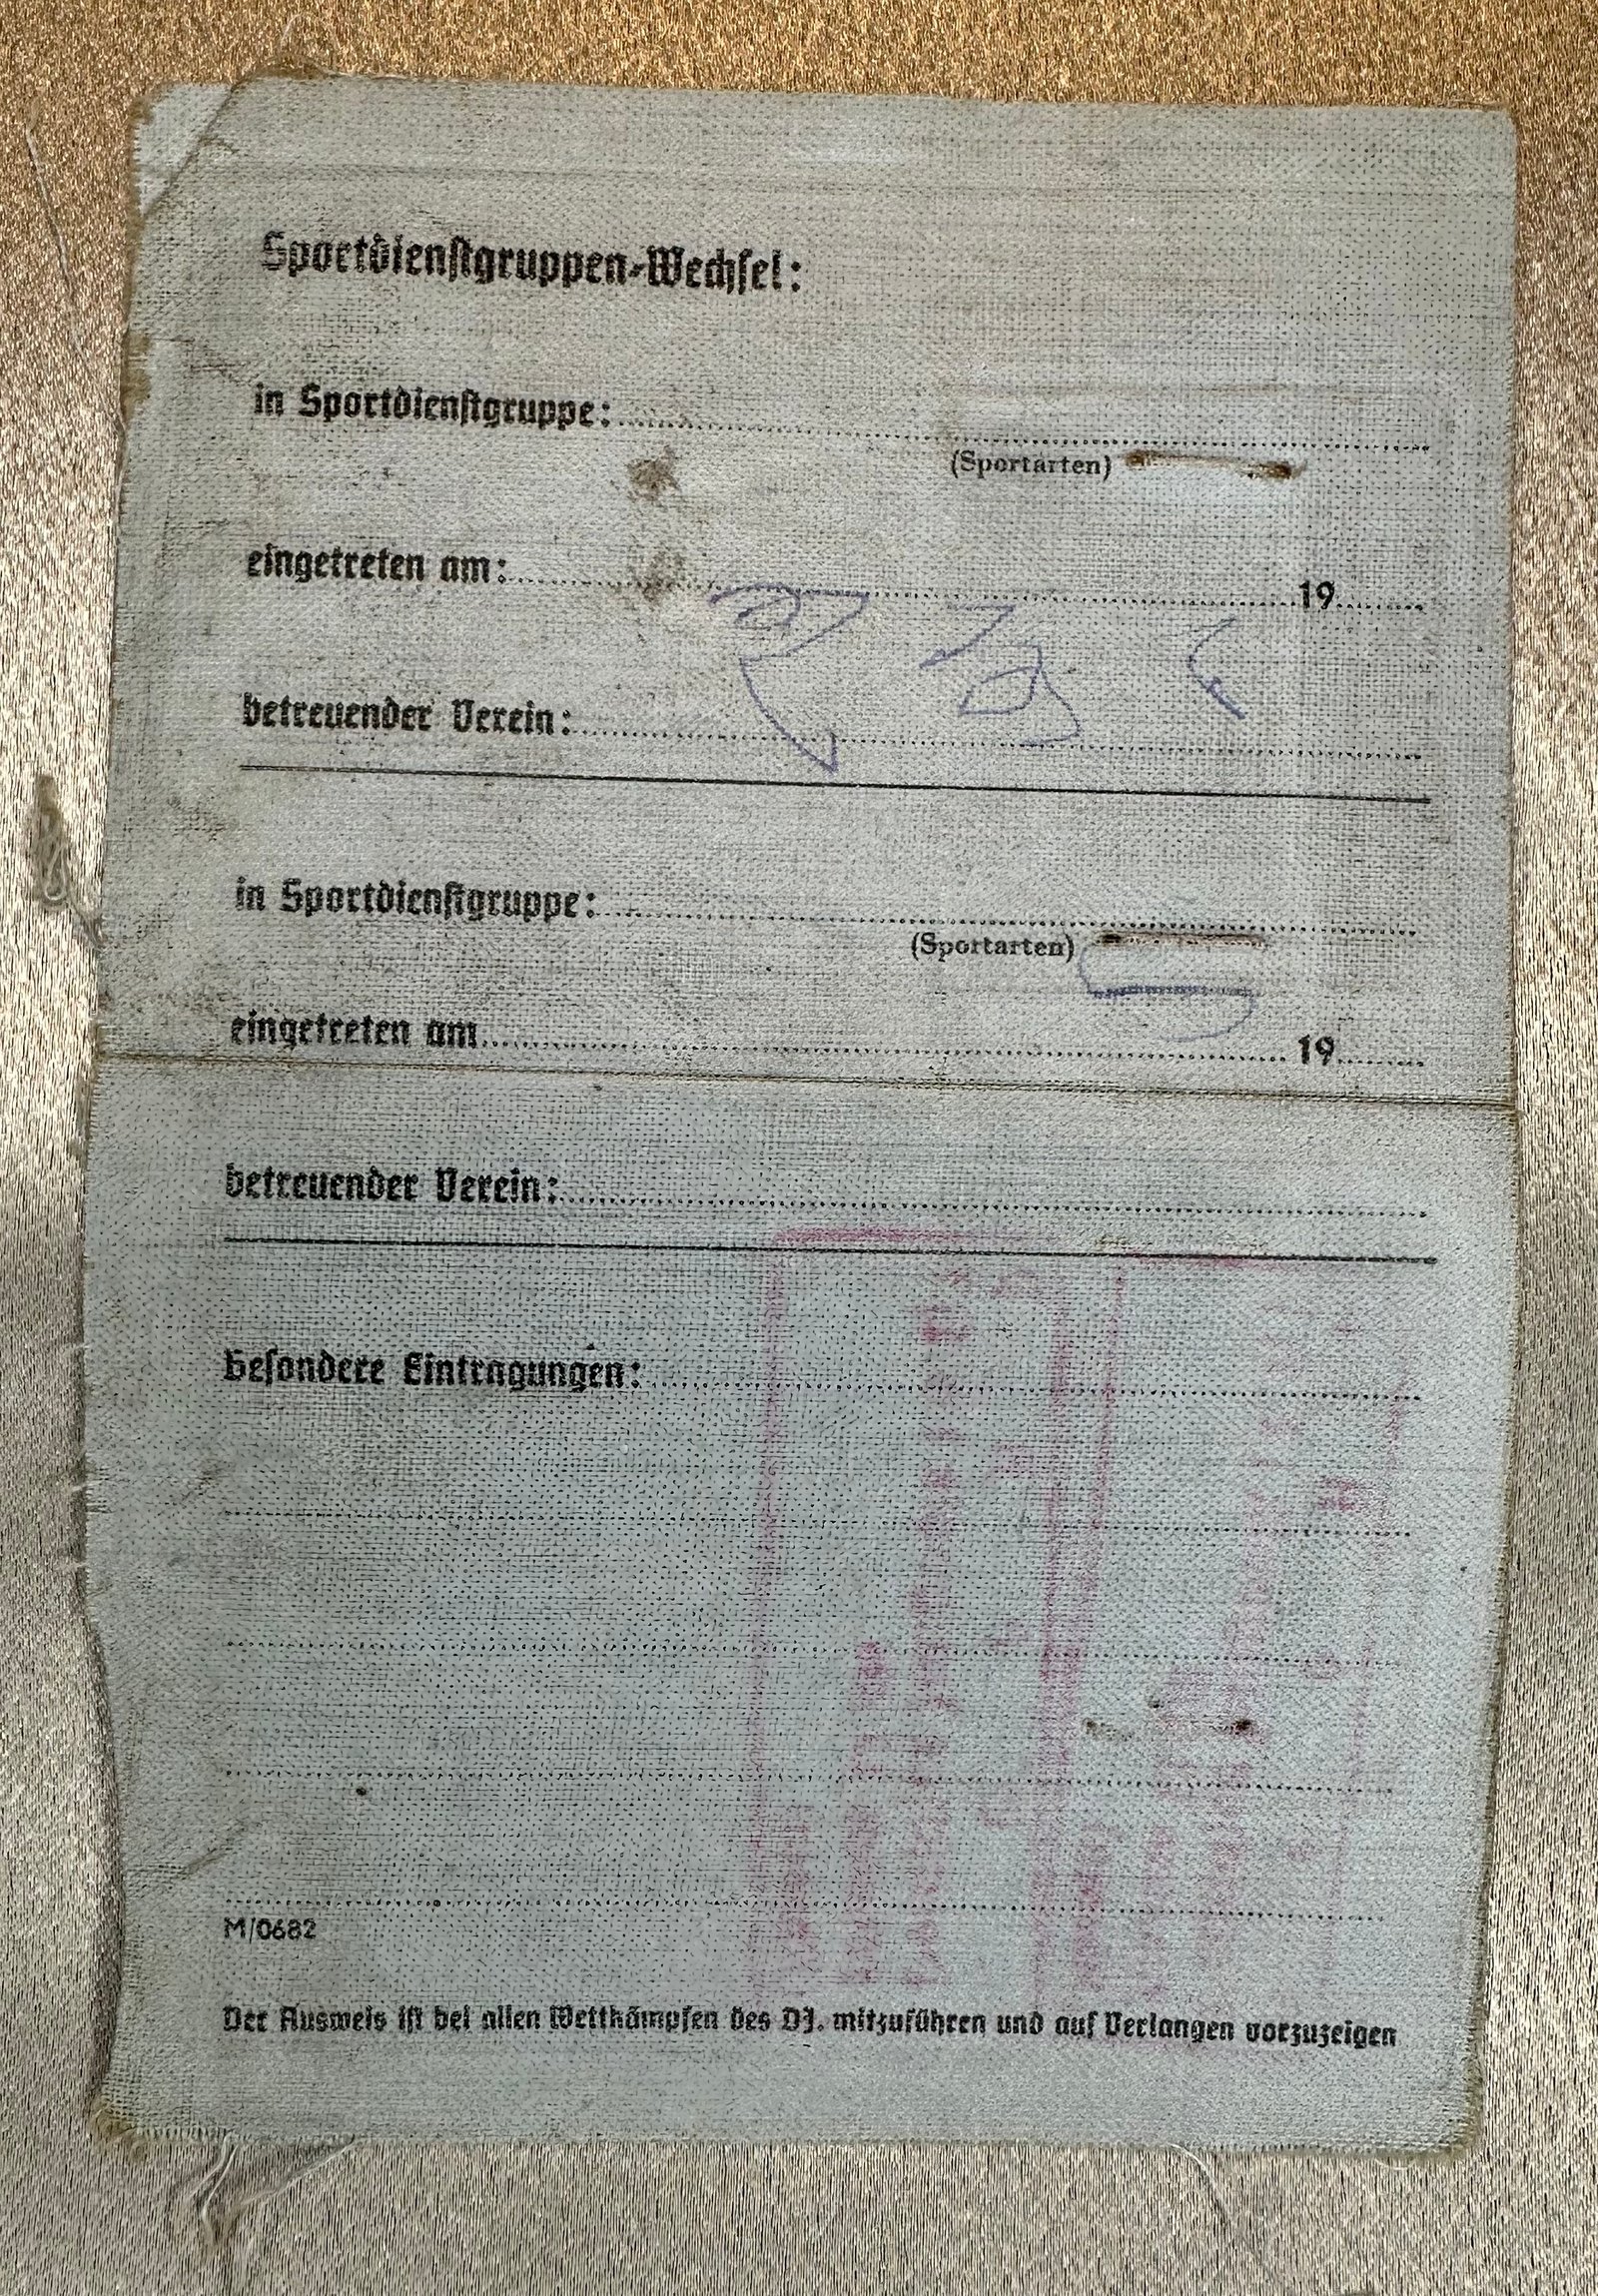 Sportdienstgruppen-Wechsel:
in Sportdienstgruppe:
(Sportarten)
eingetreten am: 19
betreuender Verein:
in Sportdienstgruppe:
(Sportarten)
eingetreten am 19
betreuender Verein:
besondere Eintragungen:
M/0682
Der Ausweis ist bei allen Wettkämpfen des DJ. mitzuführen und auf Verlangen vorzuzeigen